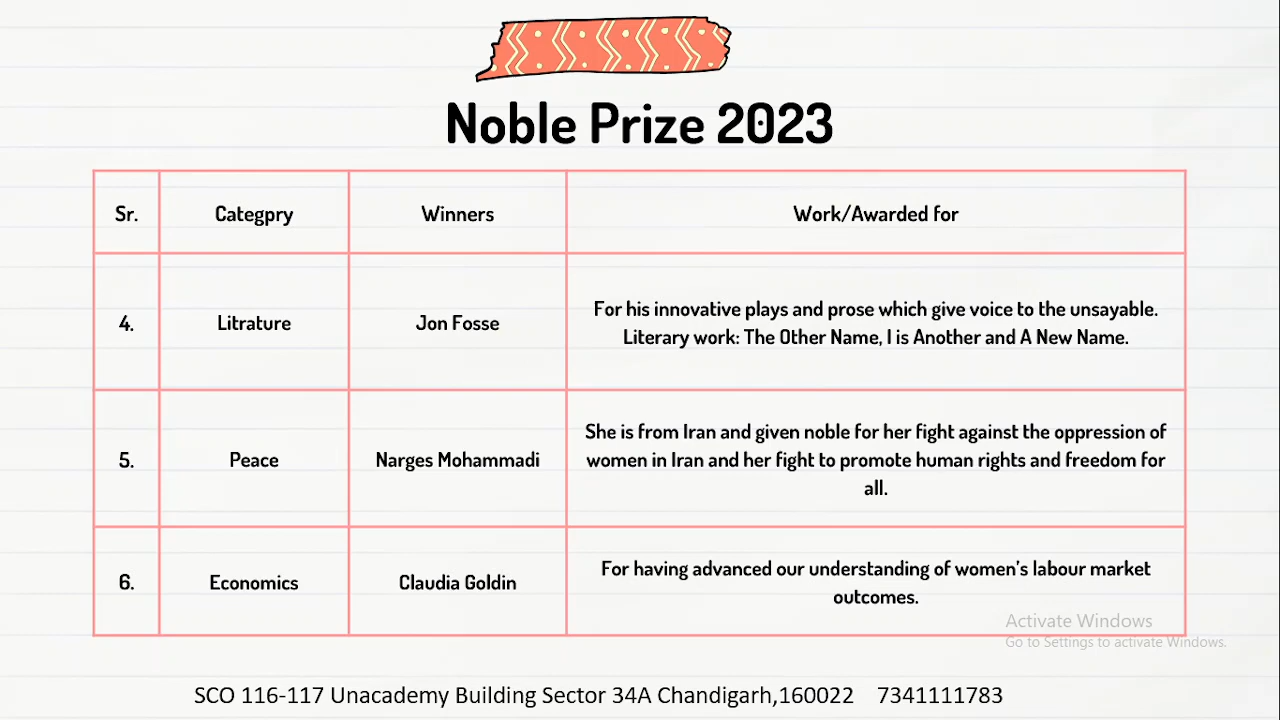 Noble Prize 2023
Sr.
Categpry
Winners
Work/Awarded for
4.
Litrature
Jon Fosse
For his innovative plays and prose which give voice to the unsayable.
Literary work: The Other Name, I is Another and A New Name.
5.
Peace
Narges Mohammadi
She is from Iran and given noble for her fight against the oppression of
women in Iran and her fight to promote human rights and freedom for
all.
6.
Economics
Claudia Goldin
For having advanced our understanding of women’s labour market
outcomes.
Activate Windows
Go to Settings to activate Windows.
SCO 116-117 Unacademy Building Sector 34A Chandigarh,160022 7341111783